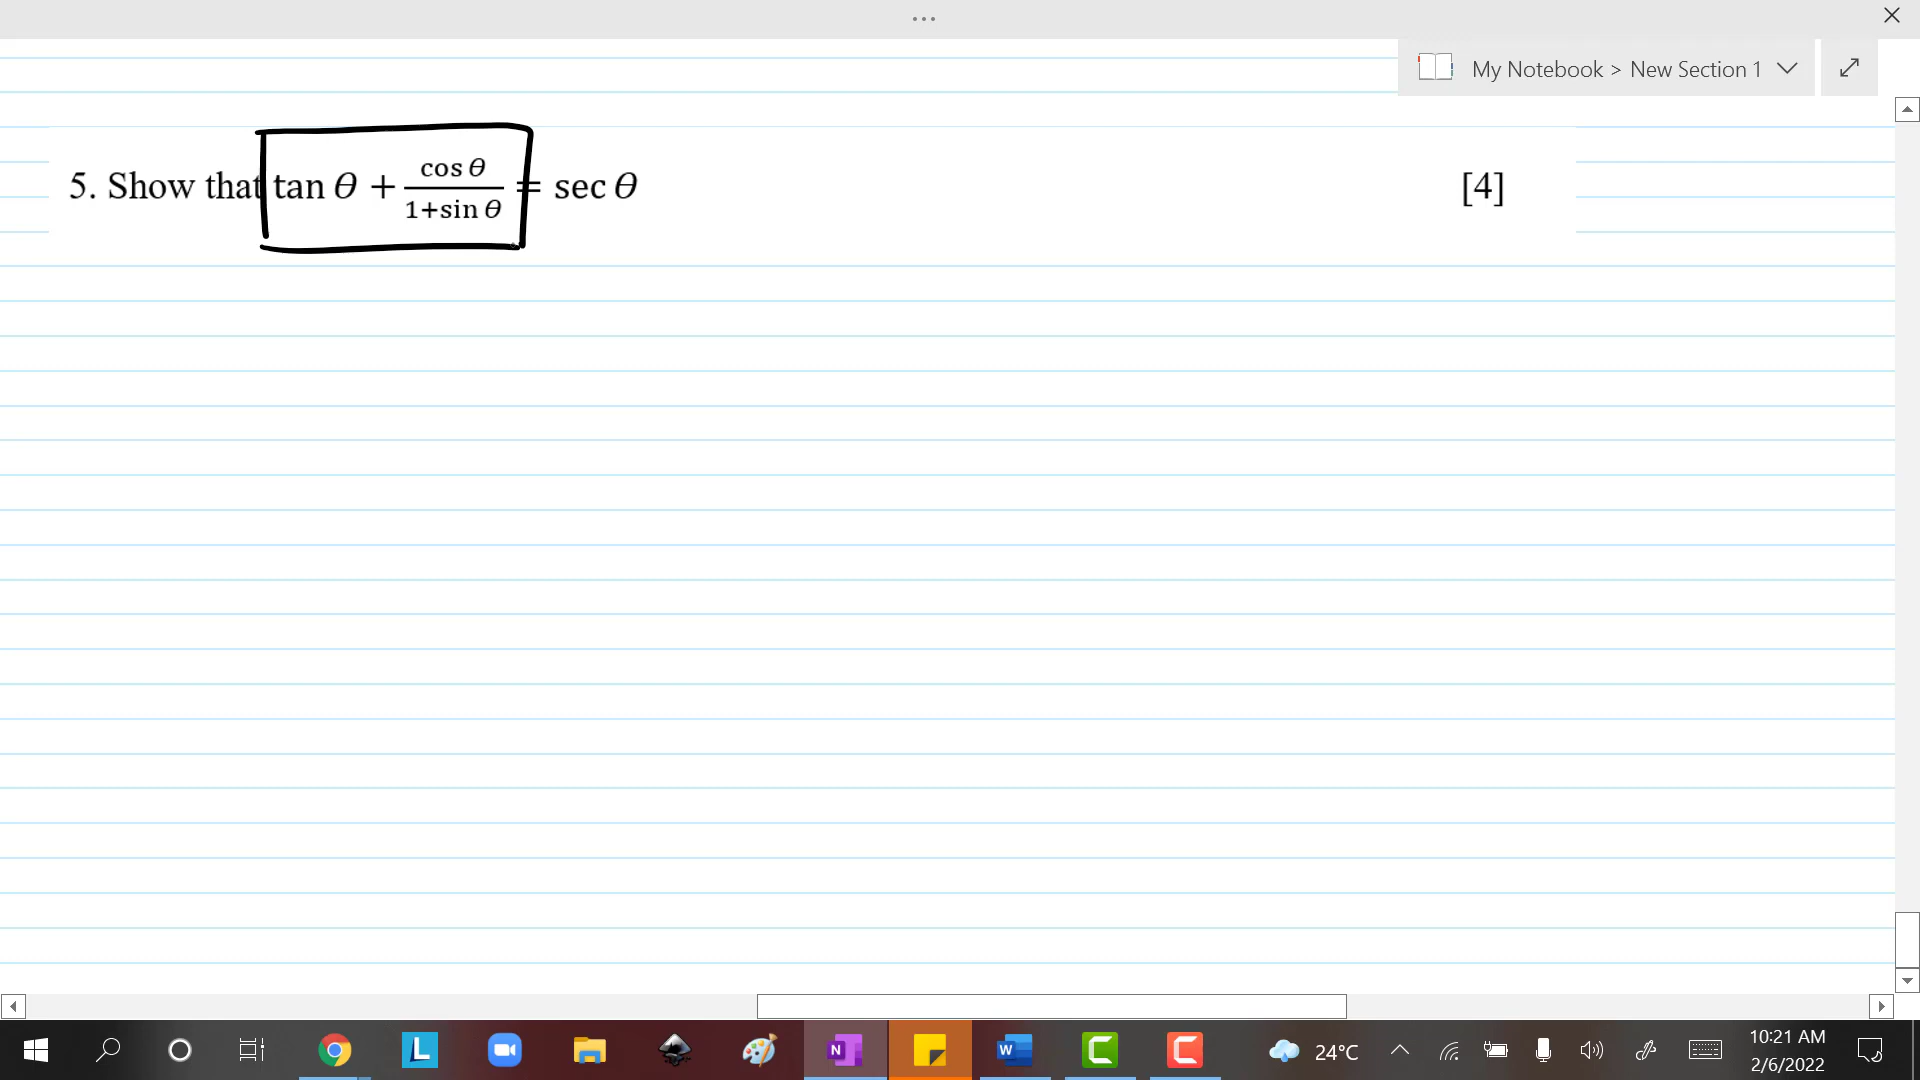 My Notebook > New Section 1
5. Show that tan θ + cos θ / 1+sin θ = sec θ [4]
24°C
10:21 AM
2/6/2022